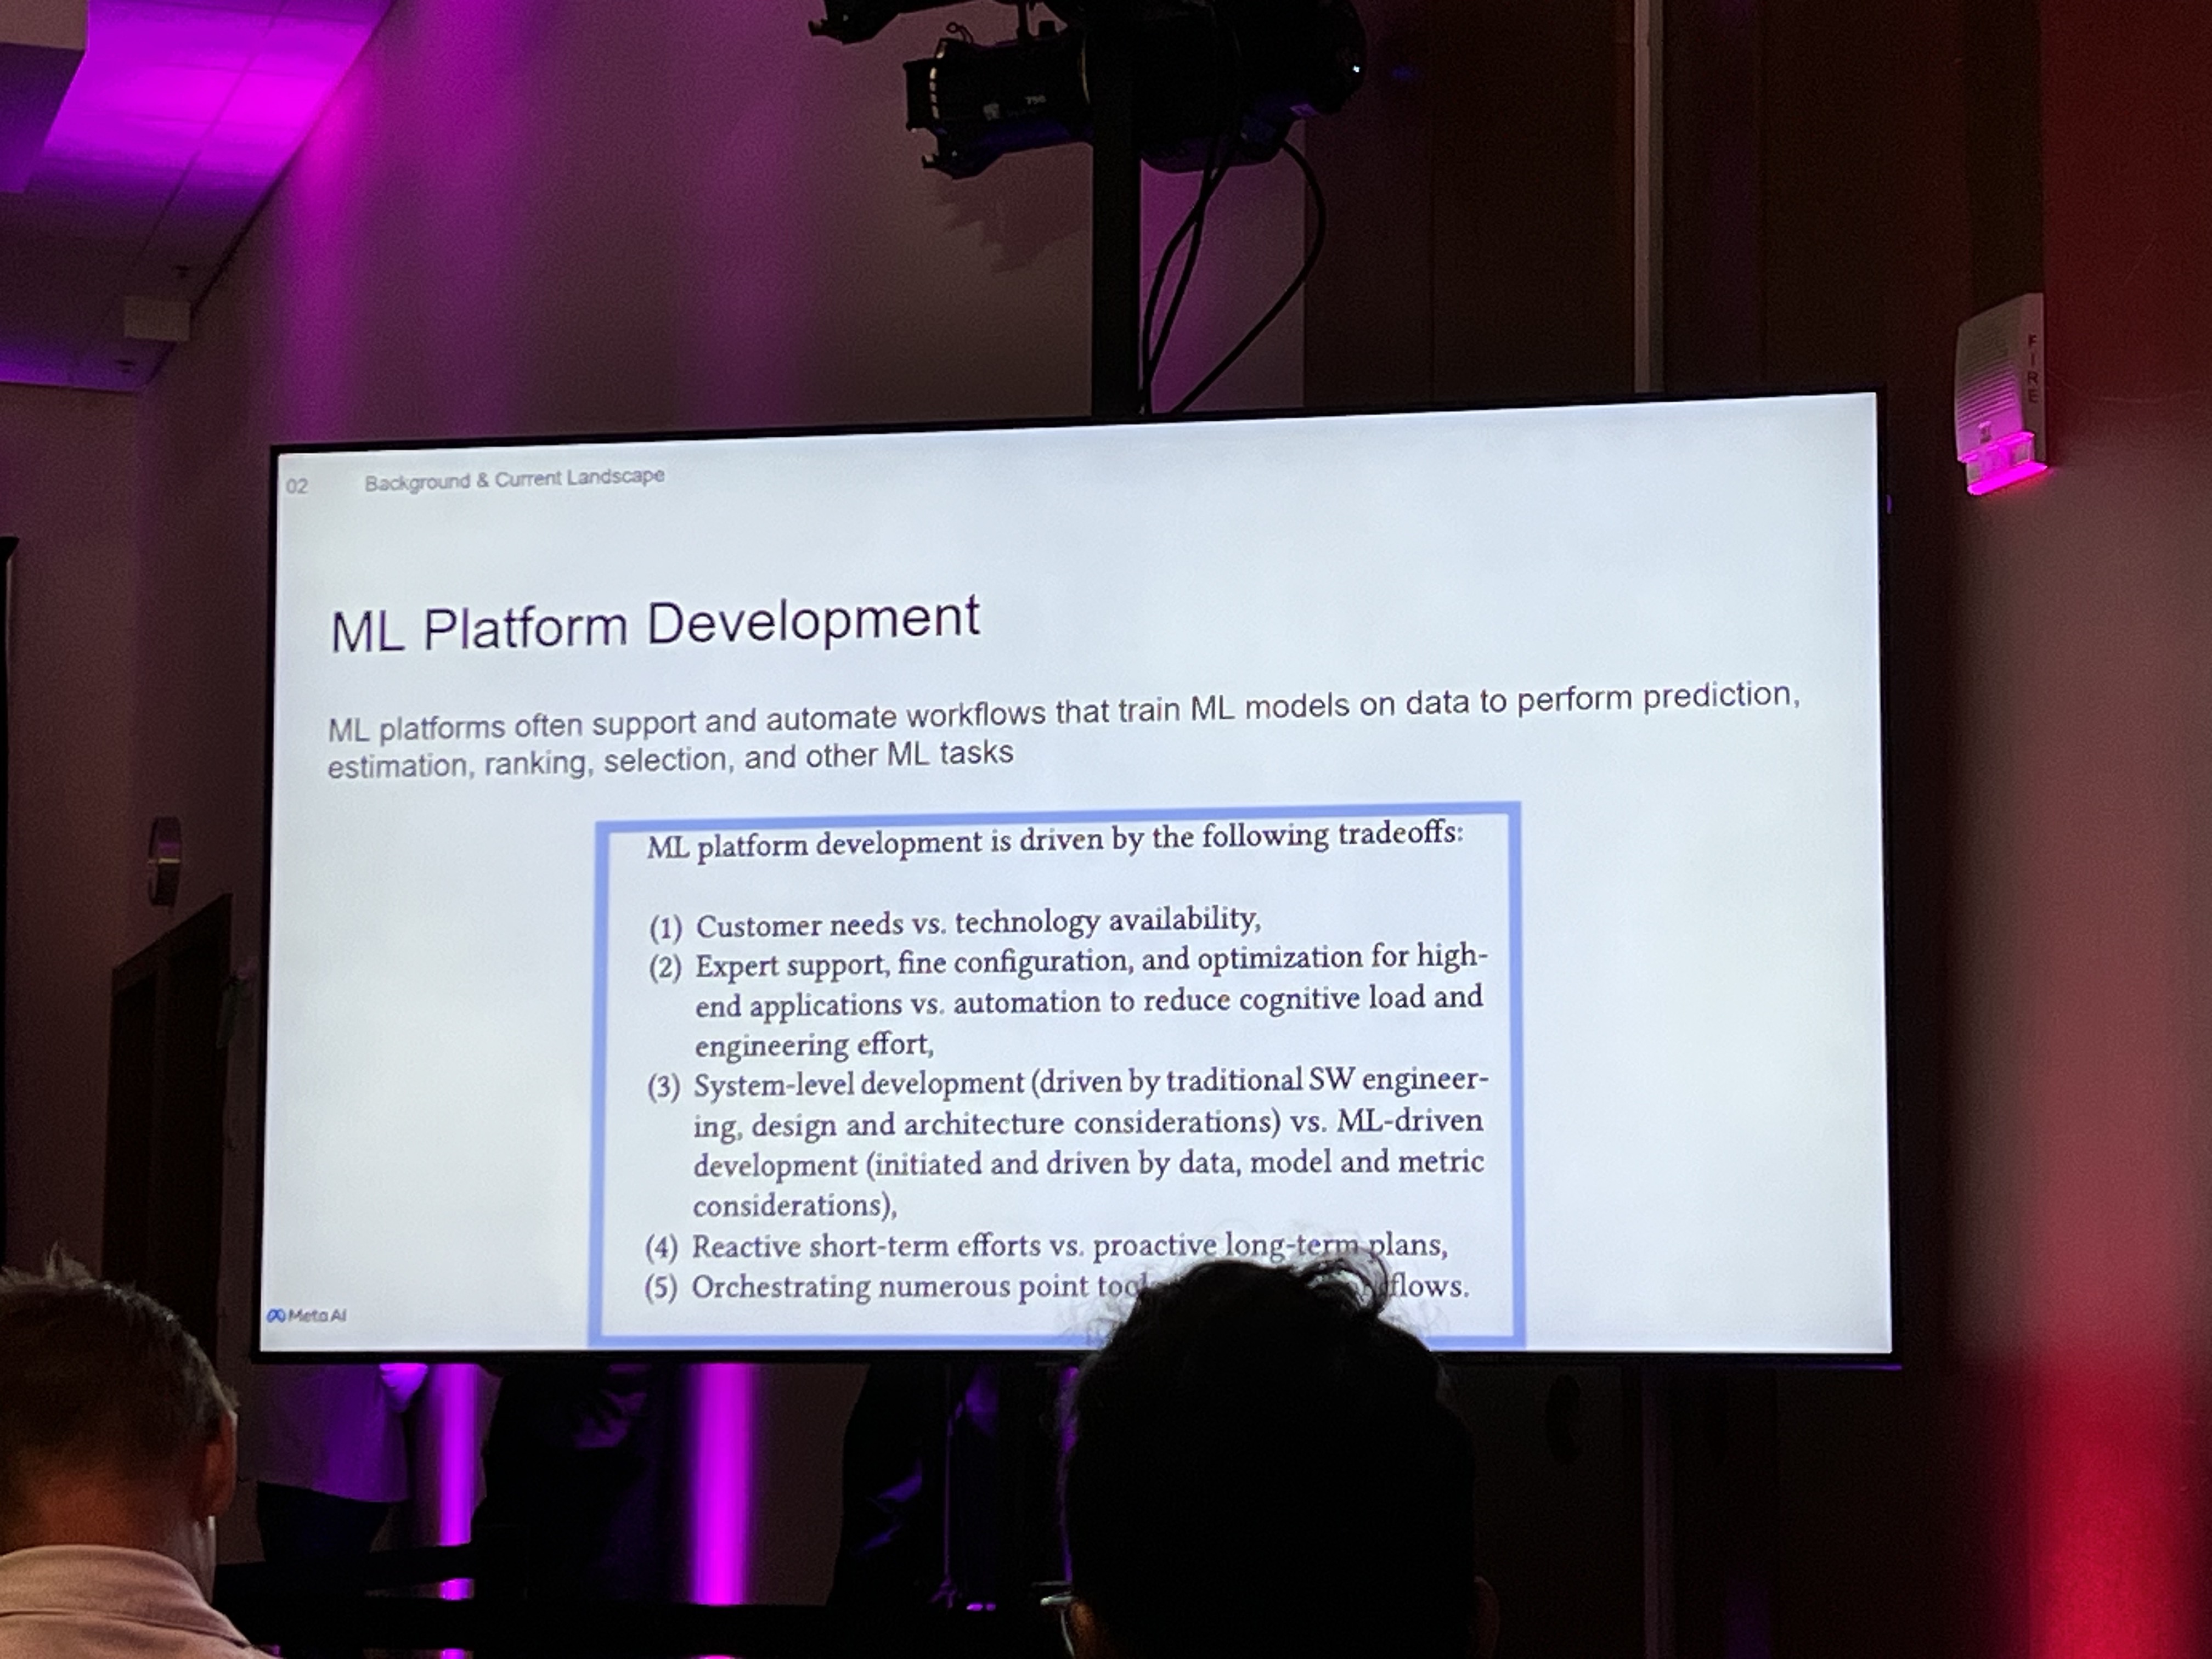 750
FIRE
02 Background & Current Landscape
ML Platform Development
ML platforms often support and automate workflows that train ML models on data to perform prediction,
estimation, ranking, selection, and other ML tasks
ML platform development is driven by the following tradeoffs:
(1) Customer needs vs. technology availability,
(2) Expert support, fine configuration, and optimization for high-
end applications vs. automation to reduce cognitive load and
engineering effort,
(3) System-level development (driven by traditional SW engineer-
ing, design and architecture considerations) vs. ML-driven
development (initiated and driven by data, model and metric
considerations),
(4) Reactive short-term efforts vs. proactive long-term plans,
(5) Orchestrating numerous point flows.
Meta AI